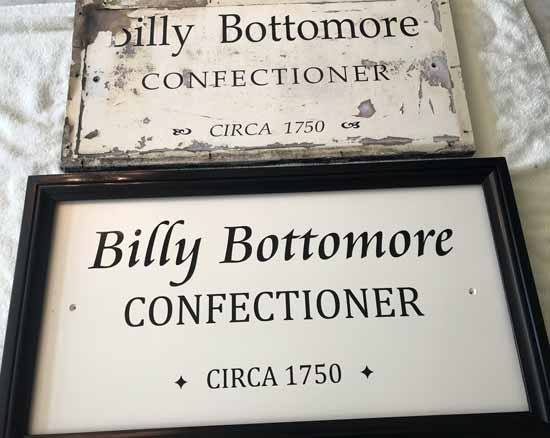 Billy Bottomore
CONFECTIONER
CIRCA 1750
Billy Bottomore
CONFECTIONER
CIRCA 1750